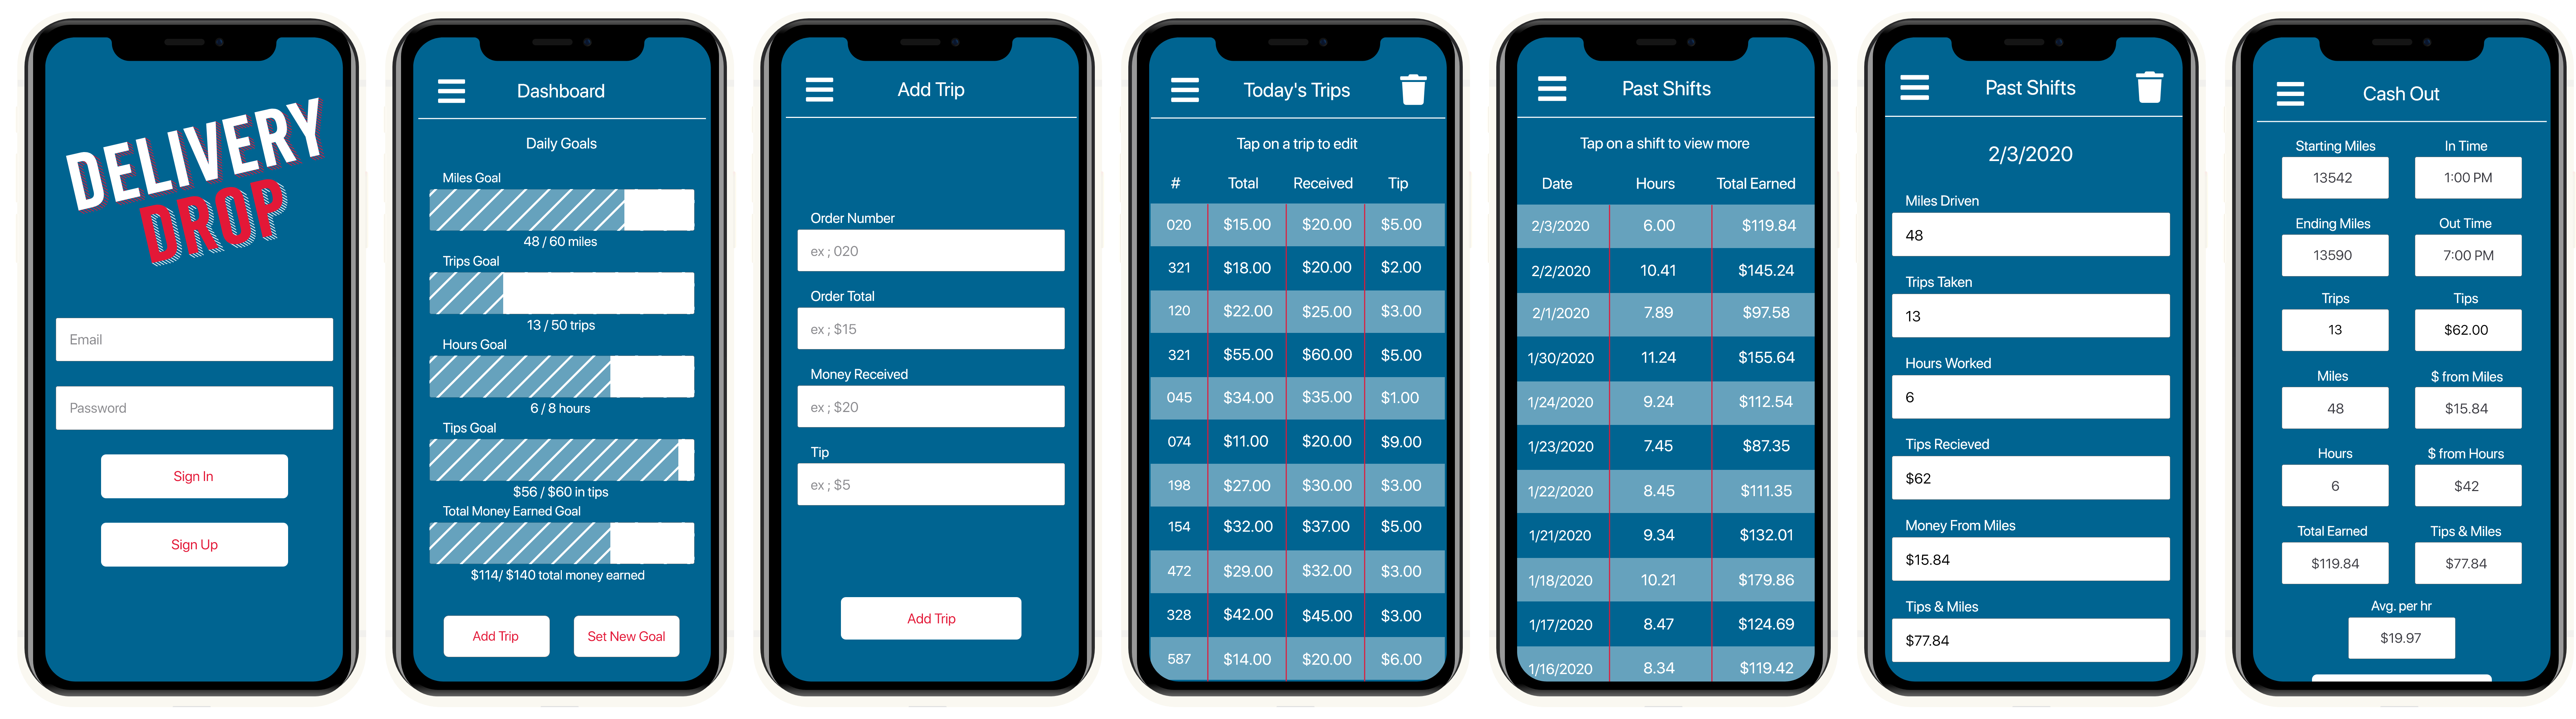 DELIVERY
DROP
Email
Password
Sign In
Sign Up
Dashboard
Daily Goals
Miles Goal
48 / 60 miles
Trips Goal
13 / 50 trips
Hours Goal
6 / 8 hours
Tips Goal
$56 / $60 in tips
Total Money Earned Goal
$114/ $140 total money earned
Add Trip Set New Goal
Add Trip
Order Number
ex ; 020
Order Total
ex ; $15
Money Received
ex ; $20
Tip
ex ; $5
Add Trip
Today's Trips
Tap on a trip to edit
# Total Received Tip
020 $15.00 $20.00 $5.00
321 $18.00 $20.00 $2.00
120 $22.00 $25.00 $3.00
321 $55.00 $60.00 $5.00
045 $34.00 $35.00 $1.00
074 $11.00 $20.00 $9.00
198 $27.00 $30.00 $3.00
154 $32.00 $37.00 $5.00
472 $29.00 $32.00 $3.00
328 $42.00 $45.00 $3.00
587 $14.00 $20.00 $6.00
Past Shifts
Tap on a shift to view more
Date Hours Total Earned
2/3/2020 6.00 $119.84
2/2/2020 10.41 $145.24
2/1/2020 7.89 $97.58
1/30/2020 11.24 $155.64
1/24/2020 9.24 $112.54
1/23/2020 7.45 $87.35
1/22/2020 8.45 $111.35
1/21/2020 9.34 $132.01
1/18/2020 10.21 $179.86
1/17/2020 8.47 $124.69
1/16/2020 8.34 $119.42
Past Shifts
2/3/2020
Miles Driven
48
Trips Taken
13
Hours Worked
6
Tips Recieved
$62
Money From Miles
$15.84
Tips & Miles
$77.84
Cash Out
Starting Miles In Time
13542 1:00 PM
Ending Miles Out Time
13590 7:00 PM
Trips Tips
13 $62.00
Miles $ from Miles
48 $15.84
Hours $ from Hours
6 $42
Total Earned Tips & Miles
$119.84 $77.84
Avg. per hr
$19.97